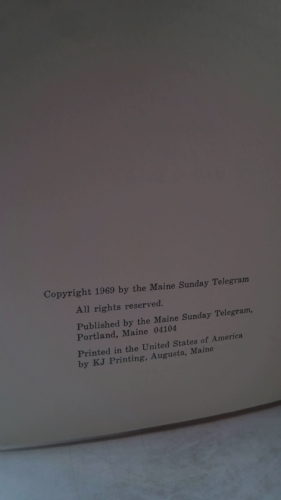 Copyright 1969 by the Maine Sunday Telegram
All rights reserved.
Published by the Maine Sunday Telegram,
Portland, Maine 04104
Printed in the United States of America
by KJ Printing, Augusta, Maine